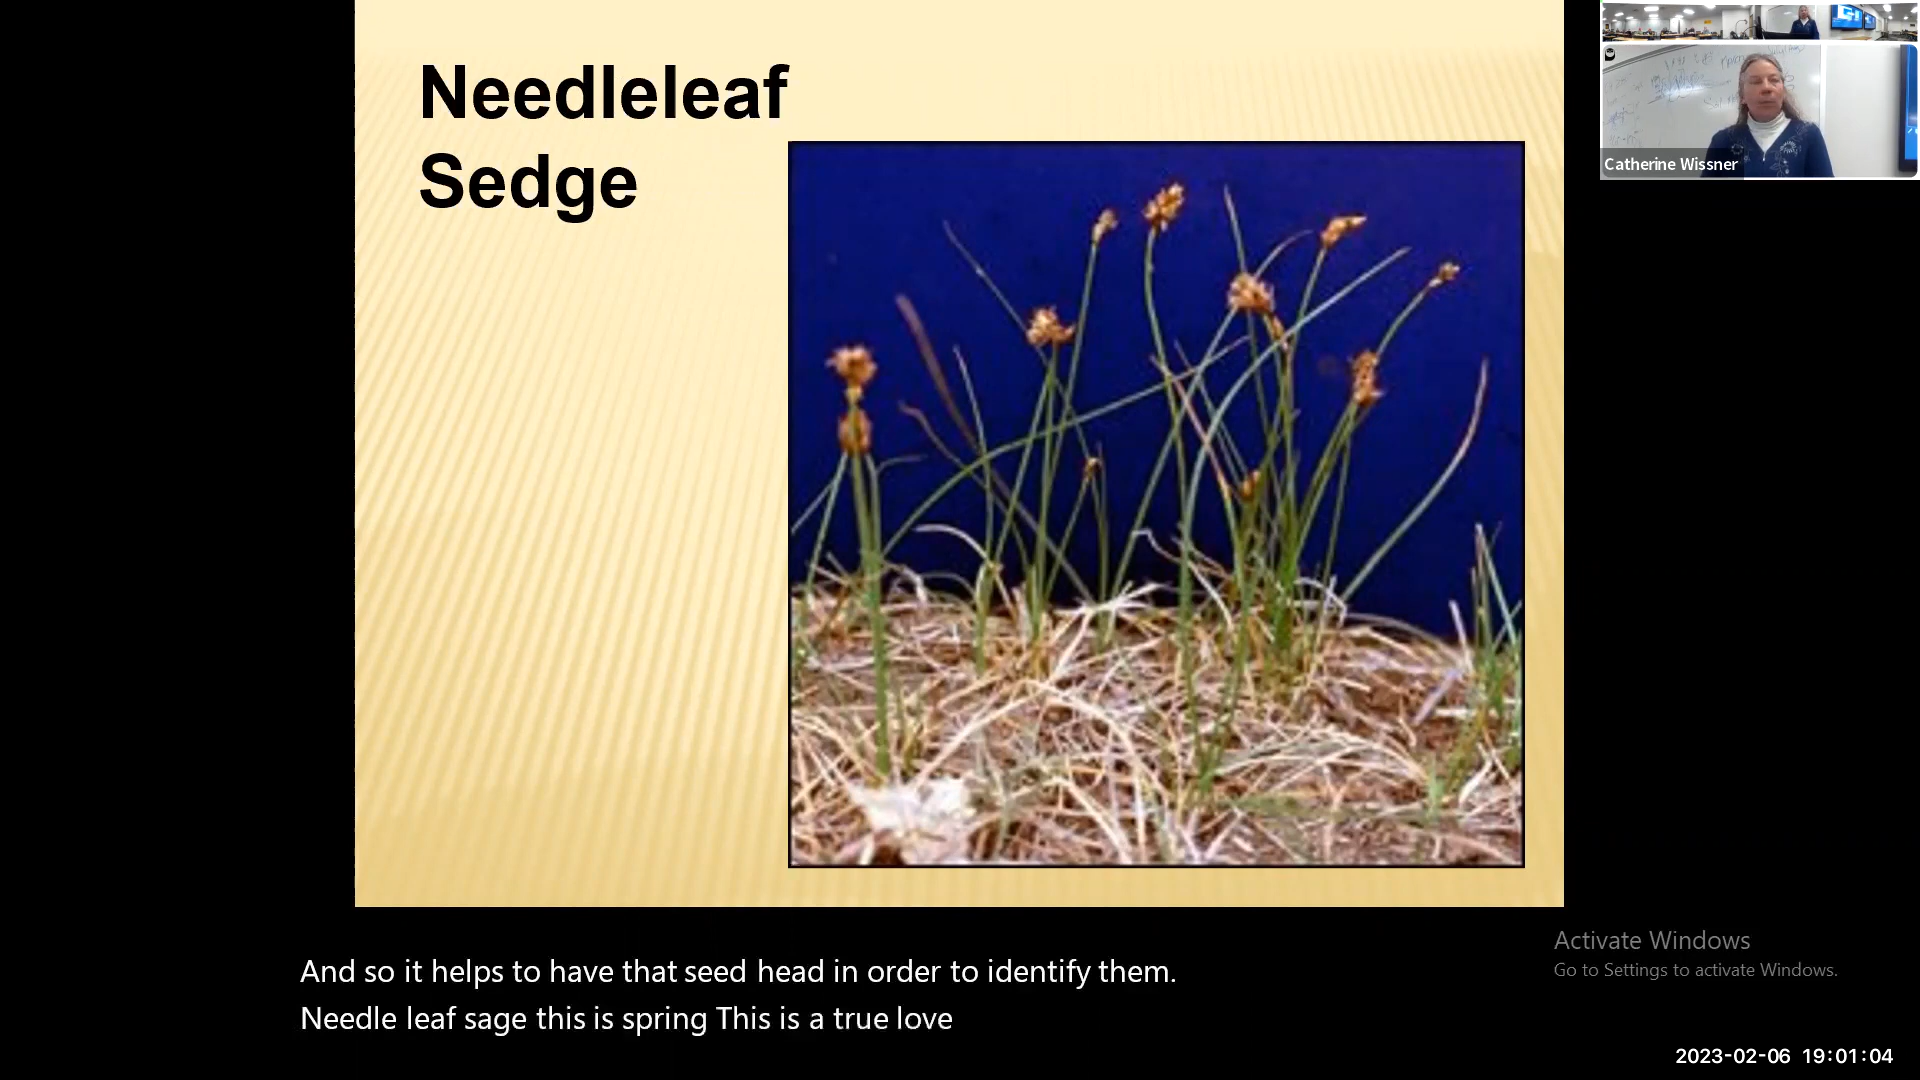 Needleleaf
Sedge
Catherine Wissner
And so it helps to have that seed head in order to identify them.
Needle leaf sage this is spring This is a true love
Activate Windows
Go to Settings to activate Windows.
2023-02-06 19:01:04